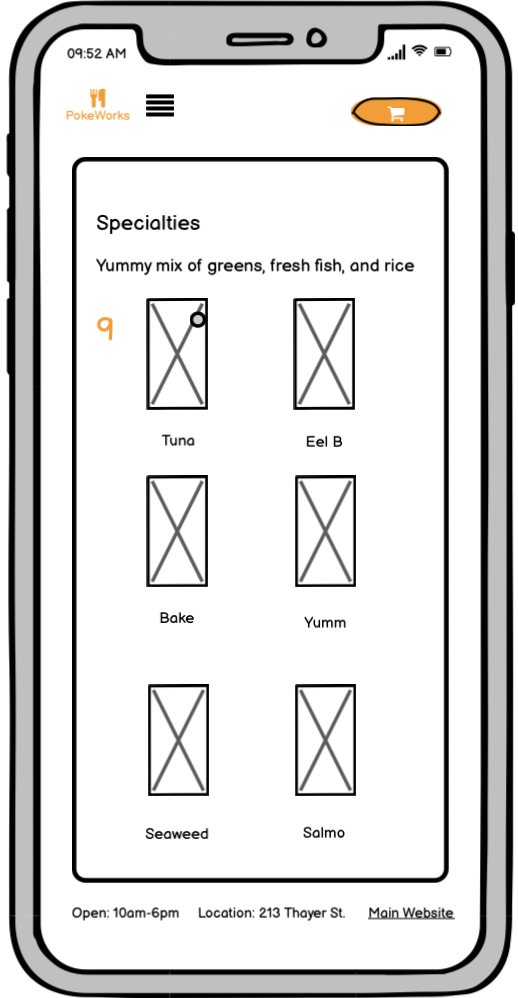 09:52 AM
PokeWorks
Specialties
Yummy mix of greens, fresh fish, and rice
9
Tuna
Eel B
Bake
Yumm
Seaweed
Salmo
Open: 10am-6pm
Location: 213 Thayer St.
Main Website